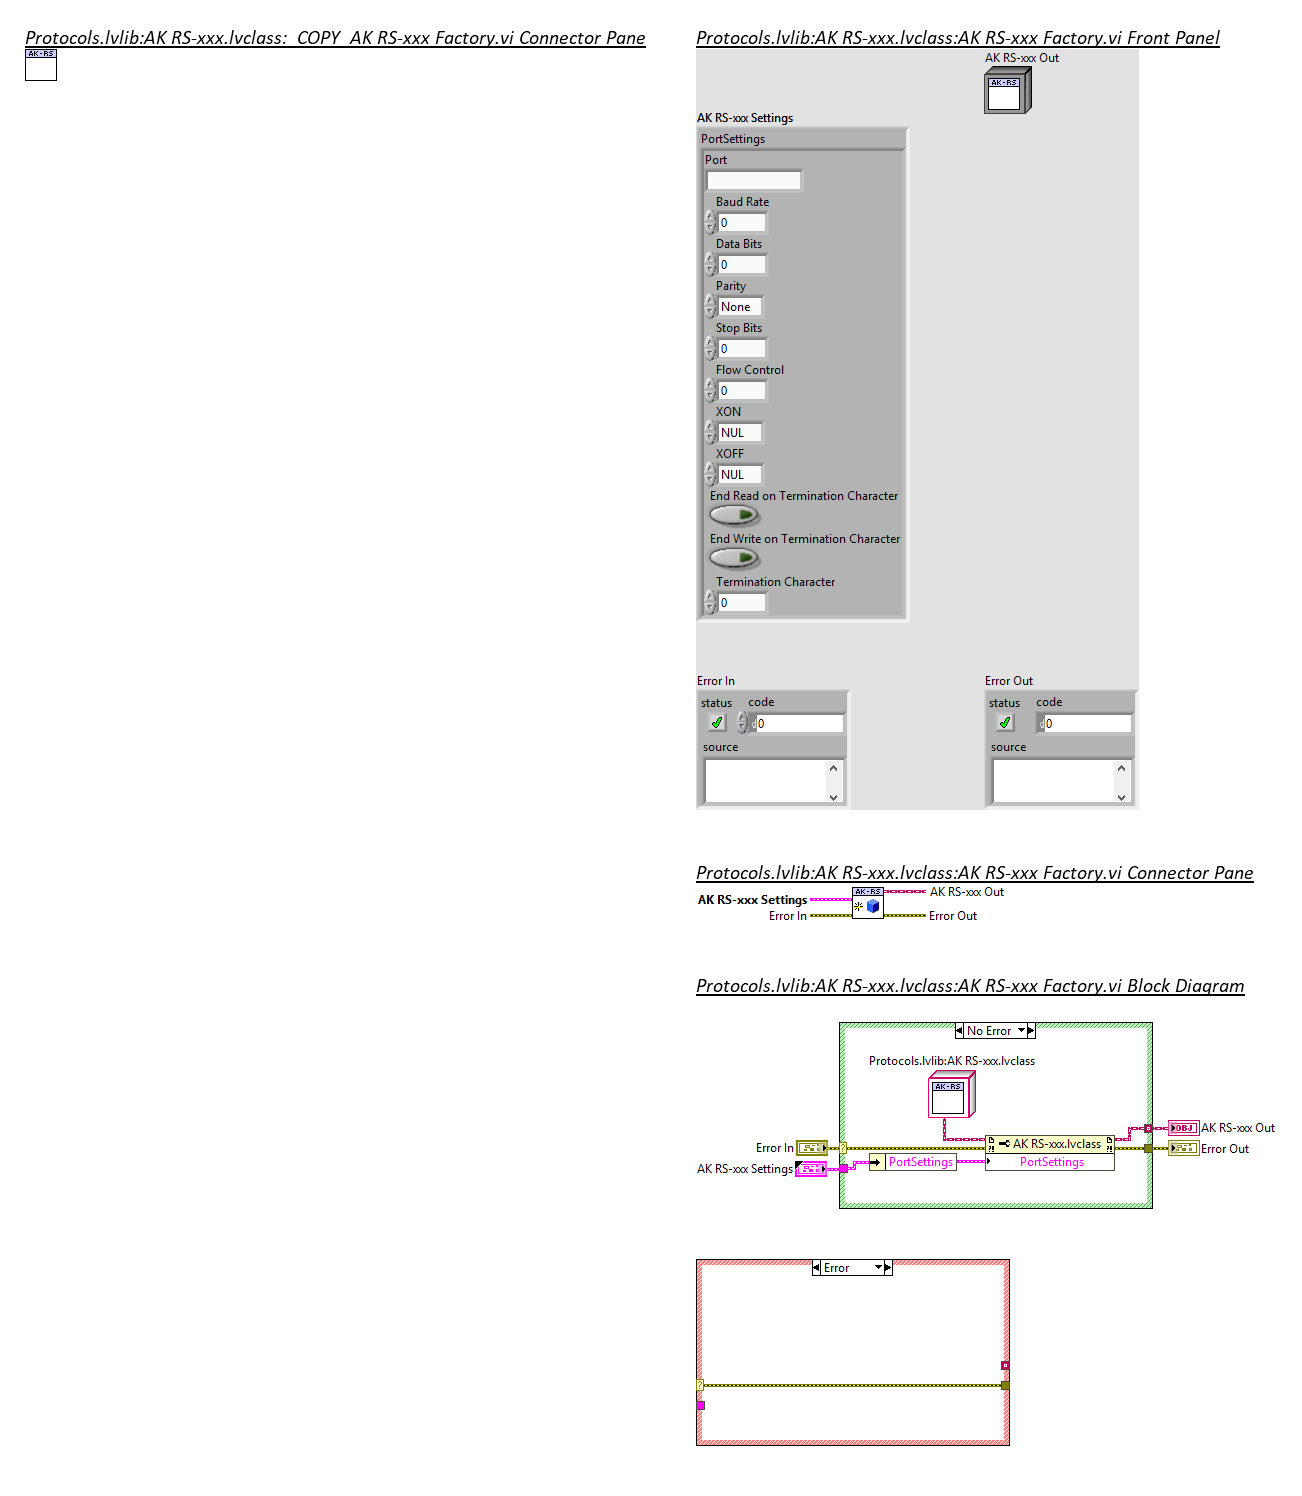 Protocols.lvlib:AK RS-xxx.lvclass:_COPY_AK RS-xxx Factory.vi Connector Pane
AK-RS
Protocols.lvlib:AK RS-xxx.lvclass:AK RS-xxx Factory.vi Front Panel
AK RS-xxx Out
AK-RS
AK RS-xxx Settings
PortSettings
Port
Baud Rate
0
Data Bits
0
Parity
None
Stop Bits
0
Flow Control
0
XON
NUL
XOFF
NUL
End Read on Termination Character
End Write on Termination Character
Termination Character
0
Error In
status code
d 0
source
Error Out
status code
d 0
source
Protocols.lvlib:AK RS-xxx.lvclass:AK RS-xxx Factory.vi Connector Pane
AK RS-xxx Settings
Error In
AK-RS
AK RS-xxx Out
Error Out
Protocols.lvlib:AK RS-xxx.lvclass:AK RS-xxx Factory.vi Block Diagram
No Error
Protocols.lvlib:AK RS-xxx.lvclass
AK-RS
AK RS-xxx.lvclass
OBJ AK RS-xxx Out
Error In ?
?! ?!
Error Out
AK RS-xxx Settings
PortSettings
PortSettings
Error
?